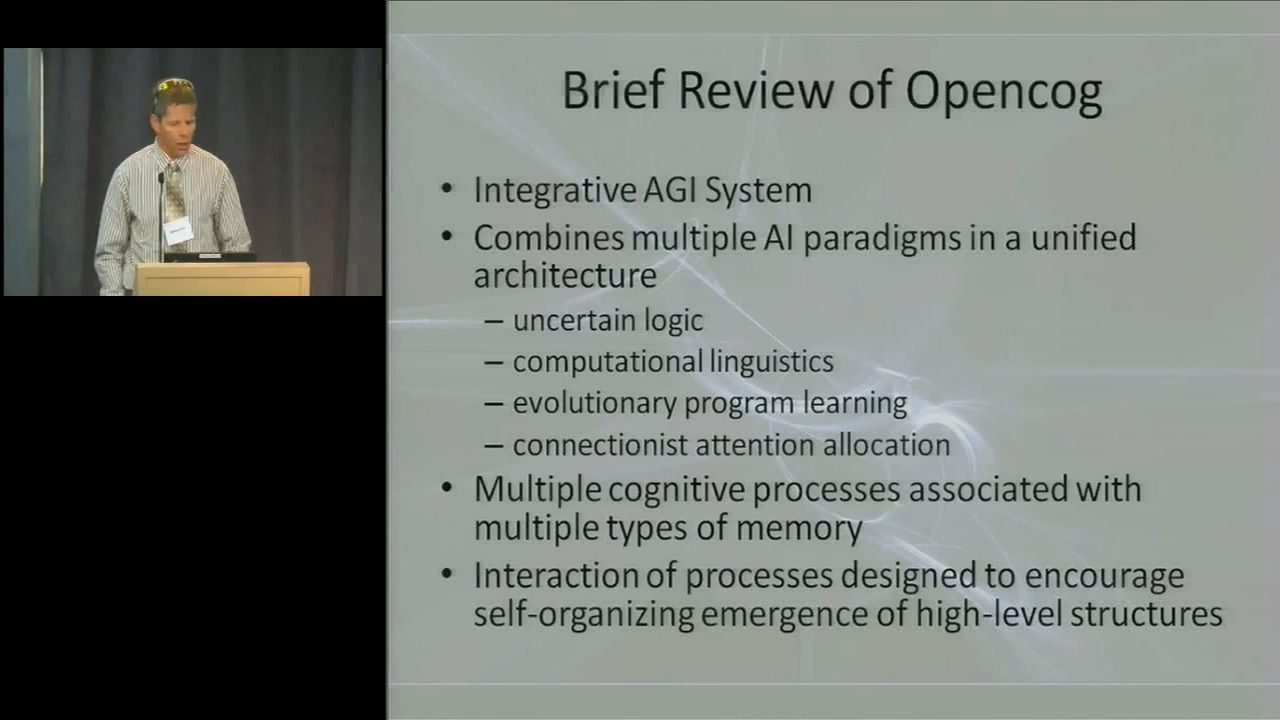 Brief Review of Opencog
• Integrative AGI System
• Combines multiple AI paradigms in a unified
architecture
– uncertain logic
– computational linguistics
– evolutionary program learning
– connectionist attention allocation
• Multiple cognitive processes associated with
multiple types of memory
• Interaction of processes designed to encourage
self-organizing emergence of high-level structures